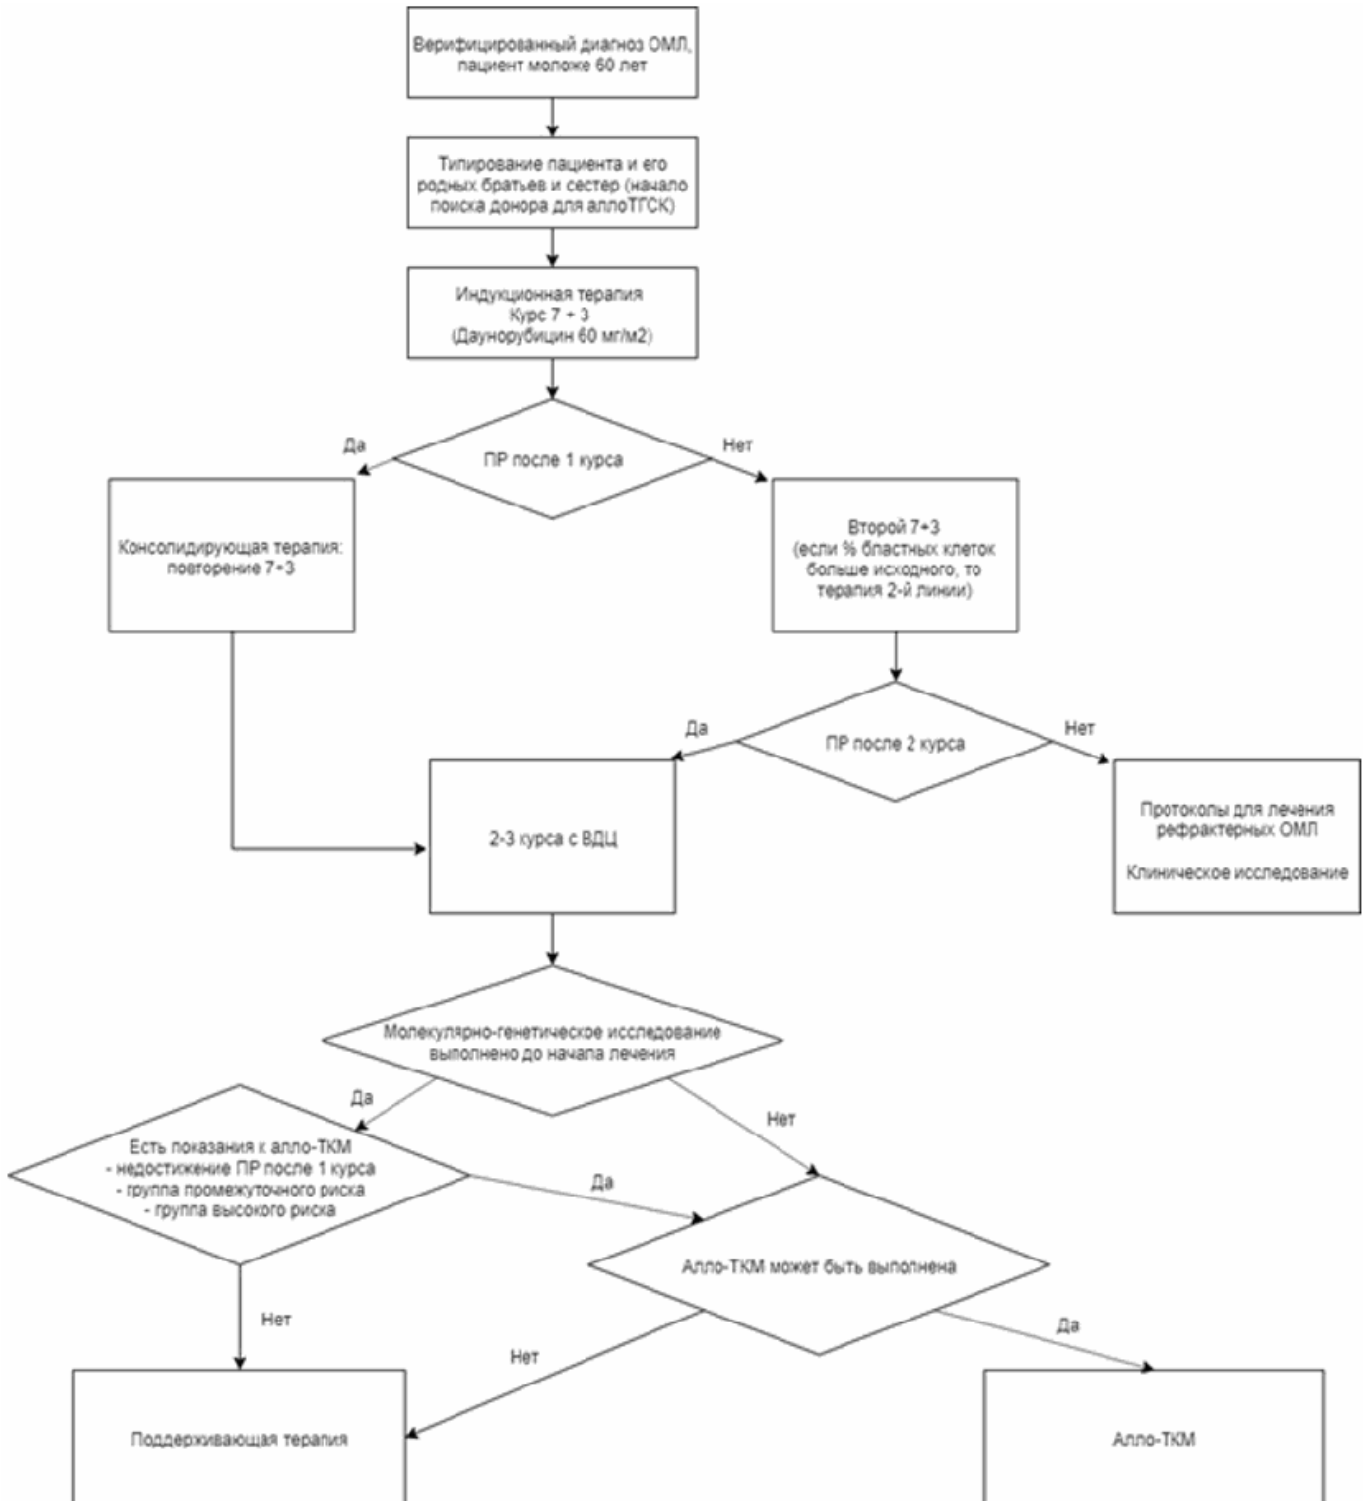 Верифицированный диагноз ОМЛ,
пациент моложе 60 лет
Типирование пациента и его
родных братьев и сестер (начало
поиска донора для аллоТГСК)
Индукционная терапия
Курс 7 + 3
(Даунорубицин 60 мг/м2)
ПР после 1 курса
Да
Нет
Консолидирующая терапия:
повторение 7+3
Второй 7+3
(если % бластных клеток
больше исходного, то
терапия 2-й линии)
ПР после 2 курса
Да
Нет
2-3 курса с ВДЦ
Протоколы для лечения
рефрактерных ОМЛ
Клиническое исследование
Молекулярно-генетическое исследование
выполнено до начала лечения
Да
Нет
Есть показания к алло-ТКМ
- недостижение ПР после 1 курса
- группа промежуточного риска
- группа высокого риска
Да
Алло-ТКМ может быть выполнена
Нет
Нет
Да
Поддерживающая терапия
Алло-ТКМ